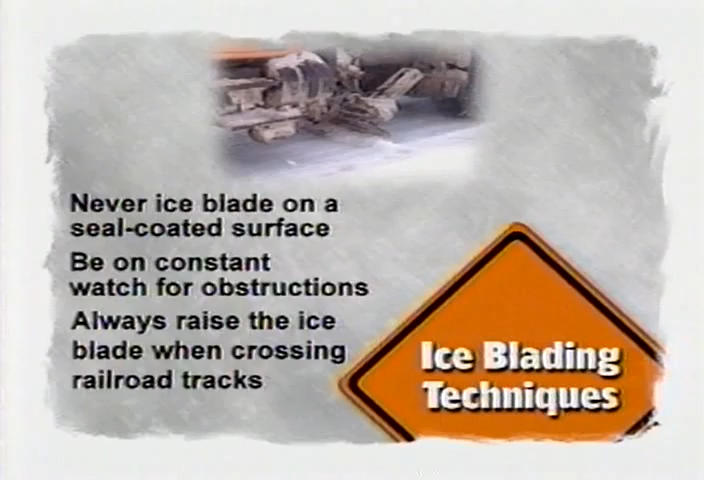 Never ice blade on a
seal-coated surface
Be on constant
watch for obstructions
Always raise the ice
blade when crossing
railroad tracks
Ice Blading
Techniques